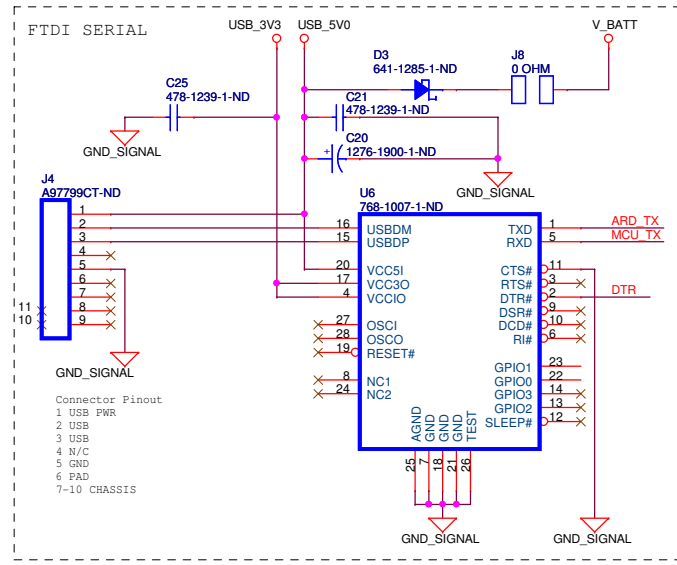 FTDI SERIAL
USB_3V3
USB_5V0
V_BATT
D3
641-1285-1-ND
J8
0 OHM
C25
478-1239-1-ND
C21
478-1239-1-ND
C20
1276-1900-1-ND
+
GND_SIGNAL
GND_SIGNAL
J4
A97799CT-ND
1
2
3
4
5
6
7
8
9
11
10
GND_SIGNAL
U6
768-1007-1-ND
16 USBDM
15 USBDP
20 VCC5I
17 VCC3O
4 VCCIO
27 OSCI
28 OSCO
19 RESET#
8 NC1
24 NC2
TXD 1 ARD_TX
RXD 5 MCU_TX
CTS# 11
RTS# 3
DTR# 2 DTR
DSR# 9
DCD# 10
RI# 6
GPIO1 23
GPIO0 22
GPIO3 14
GPIO2 13
SLEEP# 12
AGND 25
GND 7
GND 18
GND 21
TEST 26
GND_SIGNAL
GND_SIGNAL
Connector Pinout
1 USB PWR
2 USB
3 USB
4 N/C
5 GND
6 PAD
7-10 CHASSIS